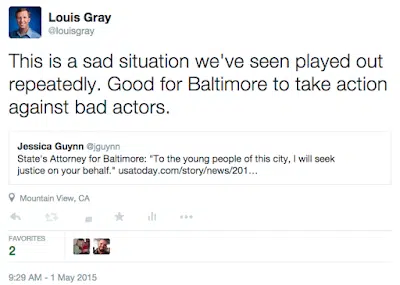 Louis Gray
@louisgray
This is a sad situation we've seen played out
repeatedly. Good for Baltimore to take action
against bad actors.
Jessica Guynn @jguynn
State's Attorney for Baltimore: "To the young people of this city, I will seek
justice on your behalf." usatoday.com/story/news/201...
Mountain View, CA
FAVORITES
2
9:29 AM - 1 May 2015